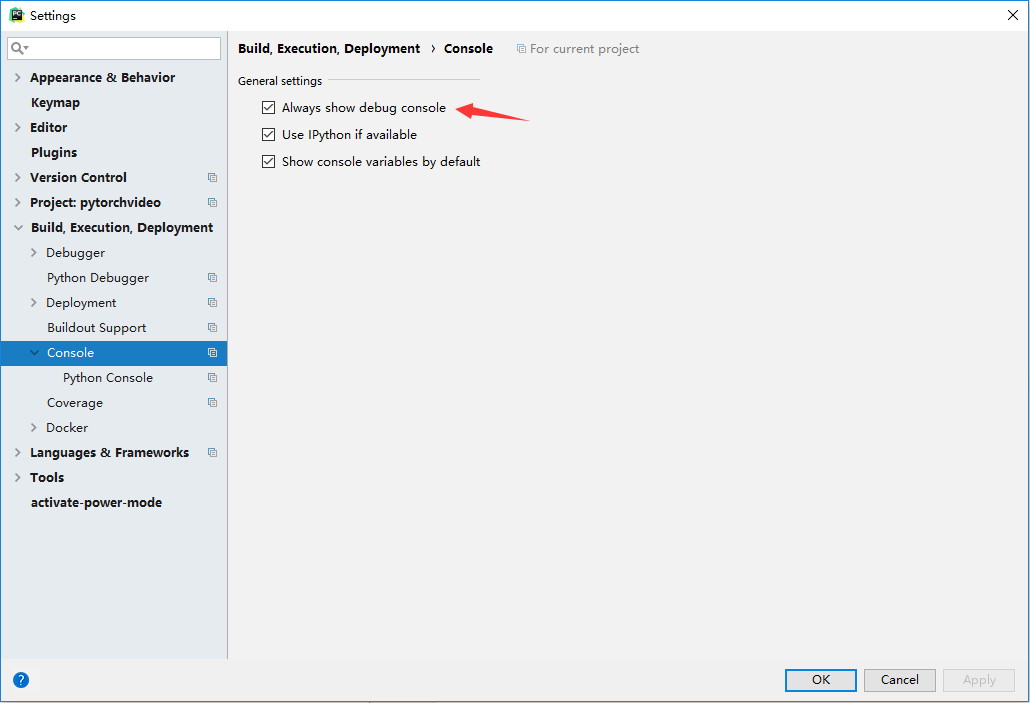 Settings
Build, Execution, Deployment › Console For current project
Appearance & Behavior
Keymap
Editor
Plugins
Version Control
Project: pytorchvideo
Build, Execution, Deployment
Debugger
Python Debugger
Deployment
Buildout Support
Console
Python Console
Coverage
Docker
Languages & Frameworks
Tools
activate-power-mode
General settings
Always show debug console
Use IPython if available
Show console variables by default
?
OK Cancel Apply